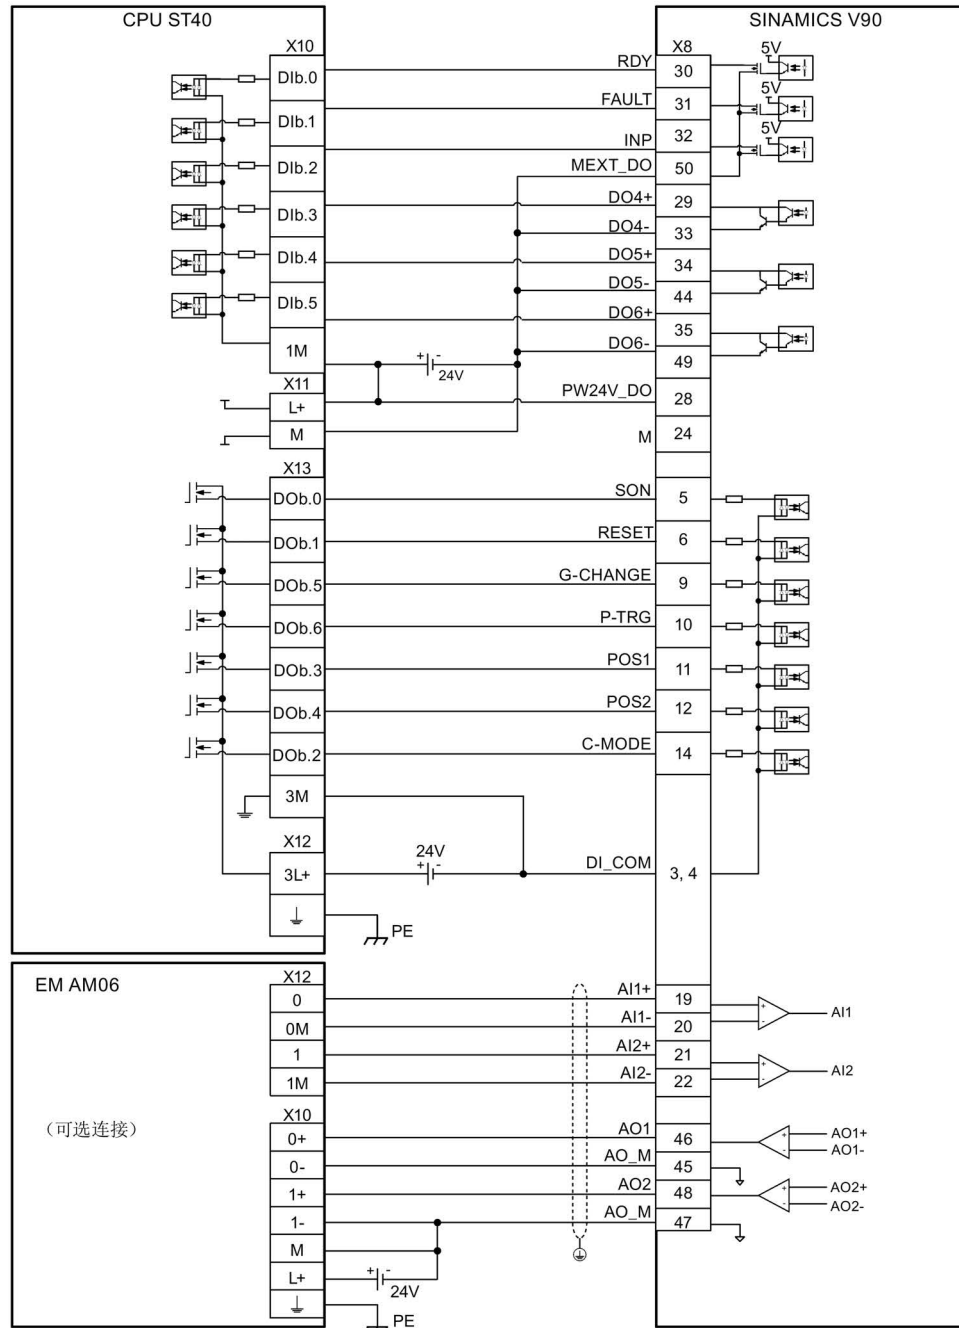 CPU ST40
SINAMICS V90
X10
X8
5V
RDY
30
DIb.0
FAULT
31
5V
DIb.1
INP
32
5V
MEXT_DO
50
DIb.2
DO4+
29
DIb.3
DO4-
33
DIb.4
DO5+
34
DO5-
44
DIb.5
DO6+
35
1M
DO6-
49
+ -
24V
X11
L+
PW24V_DO
28
M
M
24
X13
DOb.0
SON
5
DOb.1
RESET
6
DOb.5
G-CHANGE
9
DOb.6
P-TRG
10
DOb.3
POS1
11
DOb.4
POS2
12
DOb.2
C-MODE
14
3M
X12
24V
+ -
3L+
DI_COM
3, 4
PE
EM AM06
X12
0
AI1+
19
+
AI1
0M
AI1-
20
-
1
AI2+
21
+
AI2
1M
AI2-
22
-
（可选连接）
X10
0+
AO1
46
+
AO1+
-
AO1-
0-
AO_M
45
1+
AO2
48
+
AO2+
-
AO2-
1-
AO_M
47
M
L+
+ -
24V
PE